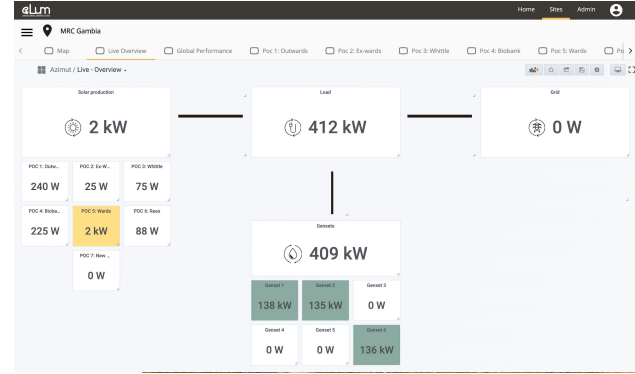 eLum
Home Sites Admin
MRC Gambia
Map Live Overview Global Performance Poc 1: Outwards Poc 2: Ex-wards Poc 3: Whittle Poc 4: Biobank Poc 5: Wards Po
Azimut / Live - Overview
Solar production
2 kW
Load
412 kW
Grid
0 W
POC 1: Outw... POC 2: Ex-W... POC 3: Whittle
240 W 25 W 75 W
POC 4: Bioba... POC 5: Wards POC 6: Rees
225 W 2 kW 88 W
POC 7: New ...
0 W
Gensets
409 kW
Genset 1 Genset 2 Genset 3
138 kW 135 kW 0 W
Genset 4 Genset 5 Genset 6
0 W 0 W 136 kW